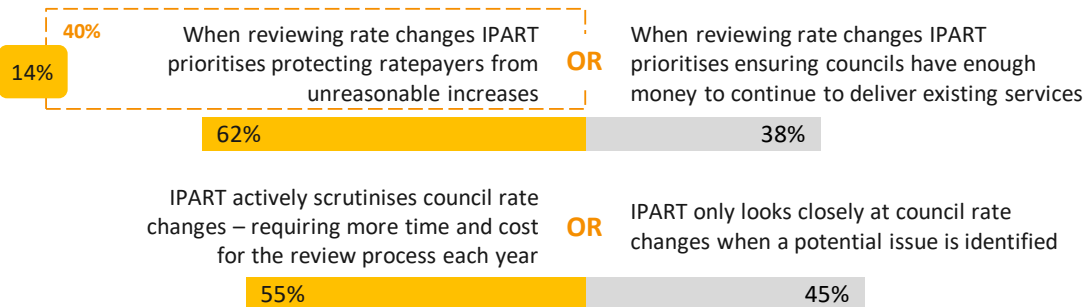 40%
14%
When reviewing rate changes IPART
prioritises protecting ratepayers from
unreasonable increases
OR
When reviewing rate changes IPART
prioritises ensuring councils have enough
money to continue to deliver existing services
62%
38%
IPART actively scrutinises council rate
changes – requiring more time and cost
for the review process each year
OR
IPART only looks closely at council rate
changes when a potential issue is identified
55%
45%